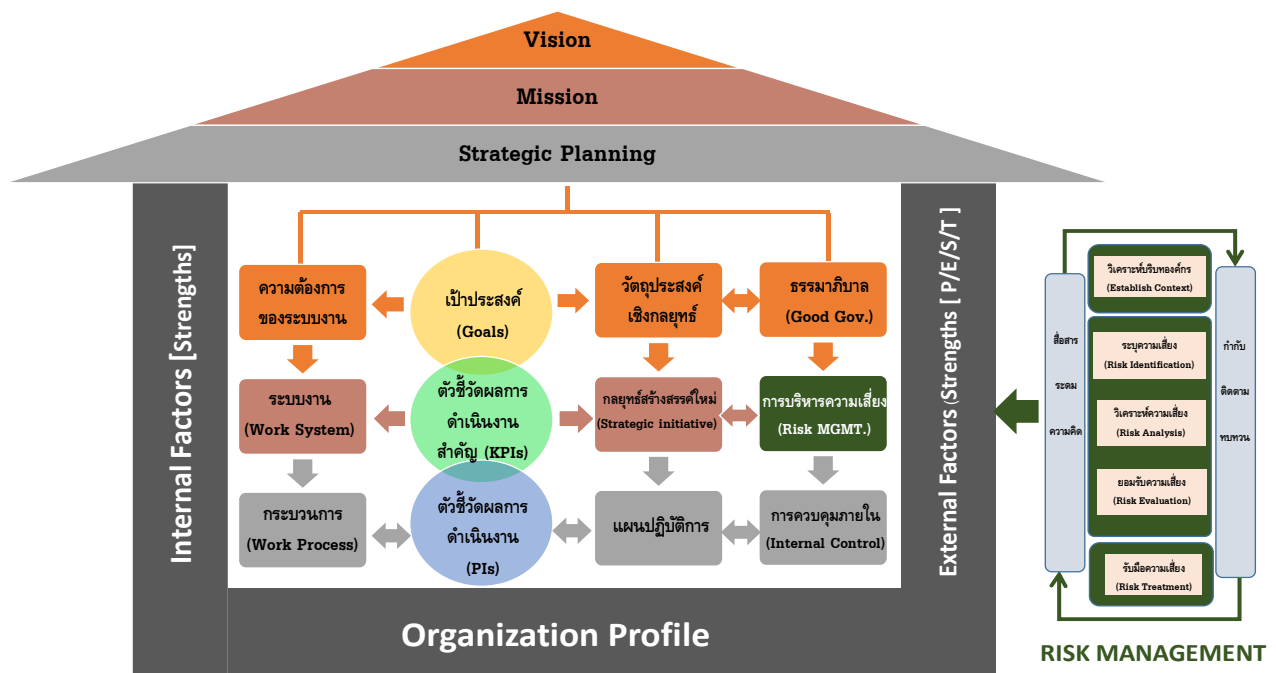 Vision
Mission
Strategic Planning
Internal Factors [Strengths]
ความต้องการ
ของระบบงาน
เป้าประสงค์
(Goals)
วัตถุประสงค์
เชิงกลยุทธ์
ธรรมาภิบาล
(Good Gov.)
ระบบงาน
(Work System)
ตัวชี้วัดผลการ
ดำเนินงาน
สำคัญ (KPIs)
กลยุทธ์สร้างสรรค์ใหม่
(Strategic initiative)
การบริหารความเสี่ยง
(Risk MGMT.)
กระบวนการ
(Work Process)
ตัวชี้วัดผลการ
ดำเนินงาน
(PIs)
แผนปฏิบัติการ
การควบคุมภายใน
(Internal Control)
External Factors (Strengths [ P/E/S/T ]
Organization Profile
สื่อสาร
ระดม
ความคิด
วิเคราะห์บริบทองค์กร
(Establish Context)
ระบุความเสี่ยง
(Risk Identification)
วิเคราะห์ความเสี่ยง
(Risk Analysis)
ยอมรับความเสี่ยง
(Risk Evaluation)
รับมือความเสี่ยง
(Risk Treatment)
กำกับ
ติดตาม
ทบทวน
RISK MANAGEMENT